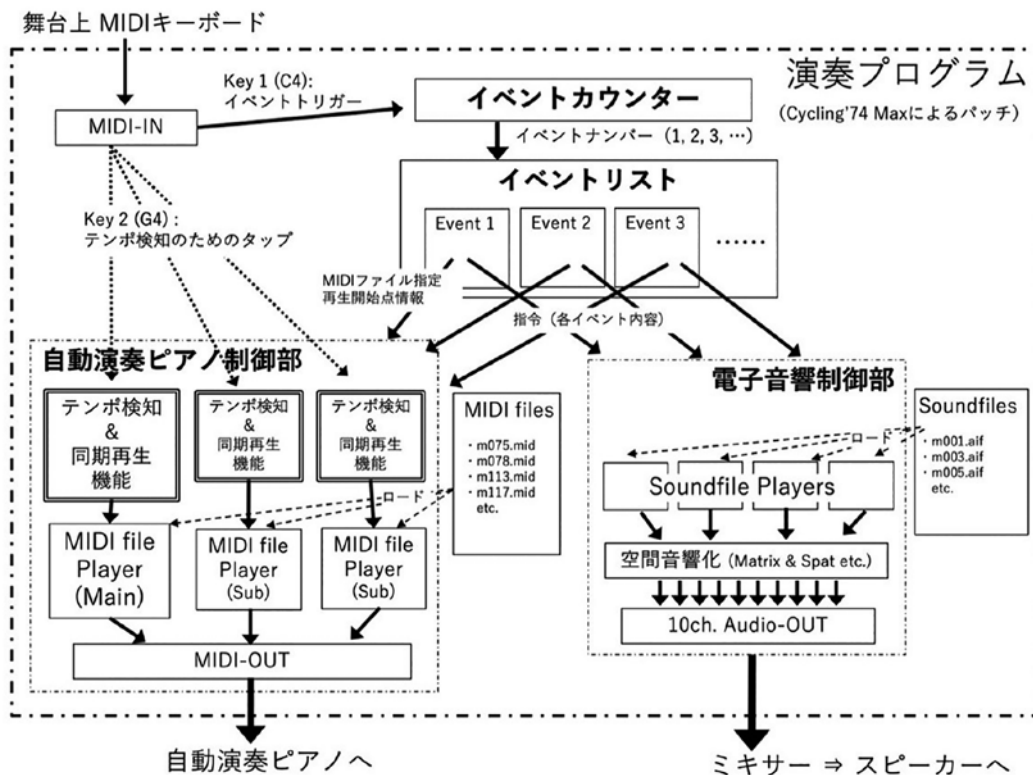 舞台上 MIDIキーボード
演奏プログラム
(Cycling'74 Maxによるパッチ)
Key 1 (C4):
イベントトリガー
MIDI-IN
イベントカウンター
イベントナンバー（1, 2, 3, …）
イベントリスト
Event 1
Event 2
Event 3
……
Key 2 (G4) :
テンポ検知のためのタップ
MIDIファイル指定
再生開始点情報
指令（各イベント内容）
自動演奏ピアノ制御部
テンポ検知
&
同期再生
機能
テンポ検知
&
同期再生
機能
テンポ検知
&
同期再生
機能
MIDI files
・m075.mid
・m078.mid
・m113.mid
・m117.mid
etc.
ロード
MIDI file
Player
(Main)
MIDI file
Player
(Sub)
MIDI file
Player
(Sub)
MIDI-OUT
自動演奏ピアノへ
電子音響制御部
Soundfiles
・m001.aif
・m003.aif
・m005.aif
etc.
ロード
Soundfile Players
空間音響化 (Matrix & Spat etc.)
10ch. Audio-OUT
ミキサー ⇒ スピーカーへ